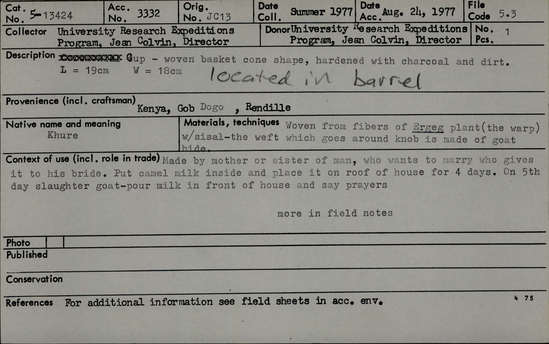 Cat. No. 5-13424 Acc. No. 3332 Orig. No. JC13 Date Coll. Summer 1977 Date Acc. Aug. 24, 1977 File Code 5.3
Collector University Research Expeditions Program, Jean Colvin, Director Donor University Research Expeditions Program, Jean Colvin, Director No. Pcs. 1
Description Cup - woven basket cone shape, hardened with charcoal and dirt.
L = 19cm W = 18cm located in barrel
Provenience (incl. craftsman) Kenya, Gob Dogo , Rendille
Native name and meaning Khure
Materials, techniques Woven from fibers of Ergeg plant(the warp)
w/sisal-the weft which goes around knob is made of goat
hide.
Context of use (incl. role in trade) Made by mother or sister of man, who wants to marry who gives
it to his bride. Put camel milk inside and place it on roof of house for 4 days. On 5th
day slaughter goat-pour milk in front of house and say prayers
more in field notes
Photo
Published
Conservation
References For additional information see field sheets in acc. env.
4 75